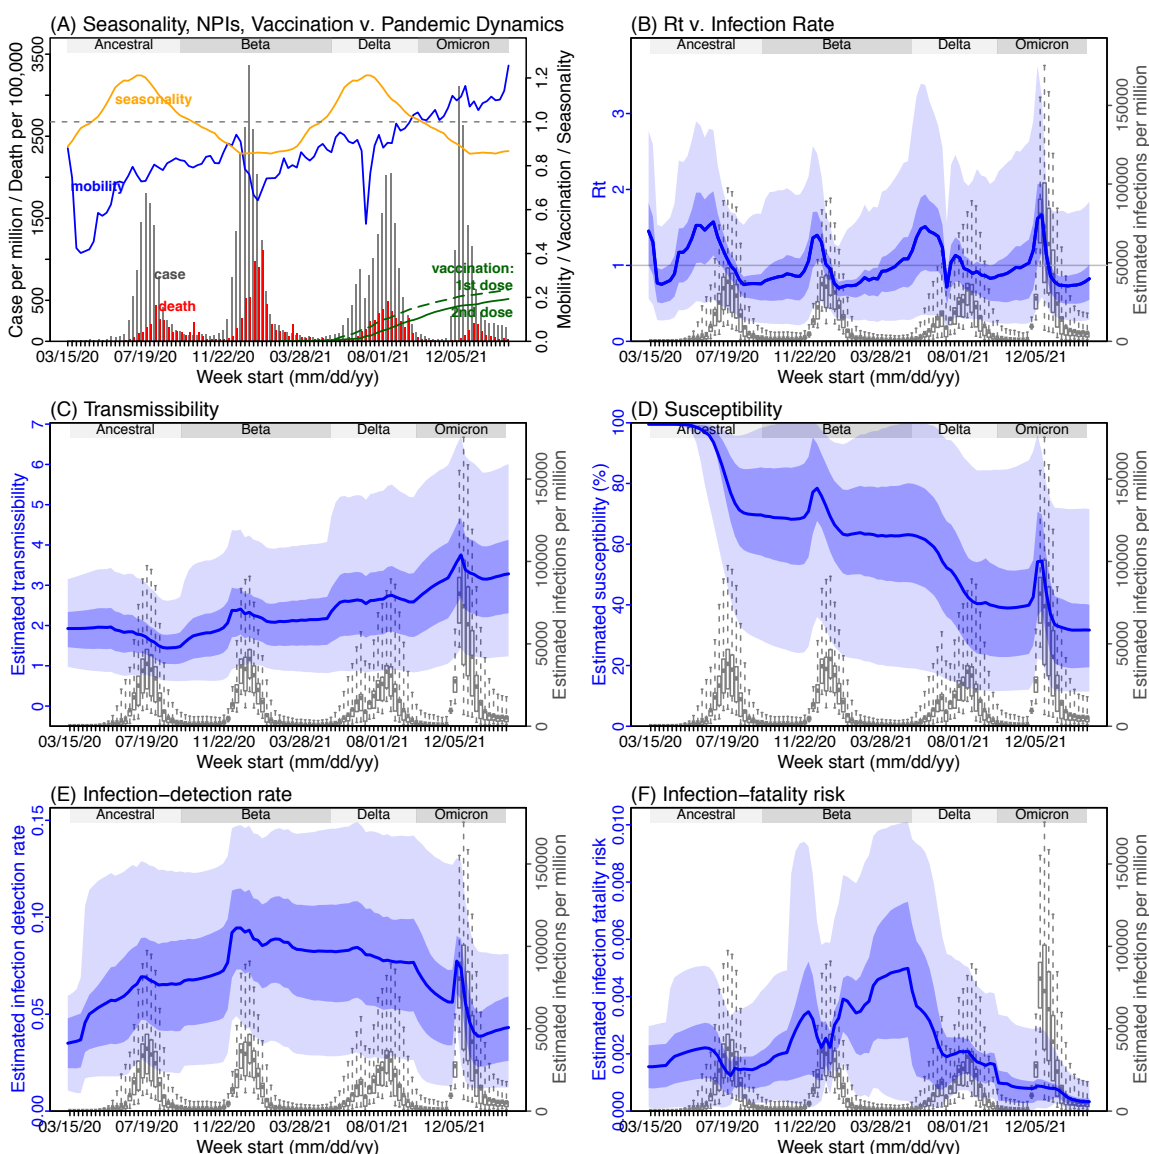 (A) Seasonality, NPIs, Vaccination v. Pandemic Dynamics
Ancestral Beta Delta Omicron
Case per million / Death per 100,000
0 500 1500 2500 3500
Mobility / Vaccination / Seasonality
0.0 0.2 0.4 0.6 0.8 1.0 1.2
seasonality
mobility
case
death
vaccination:
1st dose
2nd dose
03/15/20 07/19/20 11/22/20 03/28/21 08/01/21 12/05/21
Week start (mm/dd/yy)
(B) Rt v. Infection Rate
Ancestral Beta Delta Omicron
Rt
0 1 2 3
Estimated infections per million
0 50000 100000 150000
03/15/20 07/19/20 11/22/20 03/28/21 08/01/21 12/05/21
Week start (mm/dd/yy)
(C) Transmissibility
Ancestral Beta Delta Omicron
Estimated transmissibility
0 1 2 3 4 5 6 7
Estimated infections per million
0 50000 100000 150000
03/15/20 07/19/20 11/22/20 03/28/21 08/01/21 12/05/21
Week start (mm/dd/yy)
(D) Susceptibility
Ancestral Beta Delta Omicron
Estimated susceptibility (%)
0 20 40 60 80 100
Estimated infections per million
0 50000 100000 150000
03/15/20 07/19/20 11/22/20 03/28/21 08/01/21 12/05/21
Week start (mm/dd/yy)
(E) Infection−detection rate
Ancestral Beta Delta Omicron
Estimated infection detection rate
0.00 0.05 0.10 0.15
Estimated infections per million
0 50000 100000 150000
03/15/20 07/19/20 11/22/20 03/28/21 08/01/21 12/05/21
Week start (mm/dd/yy)
(F) Infection−fatality risk
Ancestral Beta Delta Omicron
Estimated infection fatality risk
0.000 0.002 0.004 0.006 0.008 0.010
Estimated infections per million
0 50000 100000 150000
03/15/20 07/19/20 11/22/20 03/28/21 08/01/21 12/05/21
Week start (mm/dd/yy)